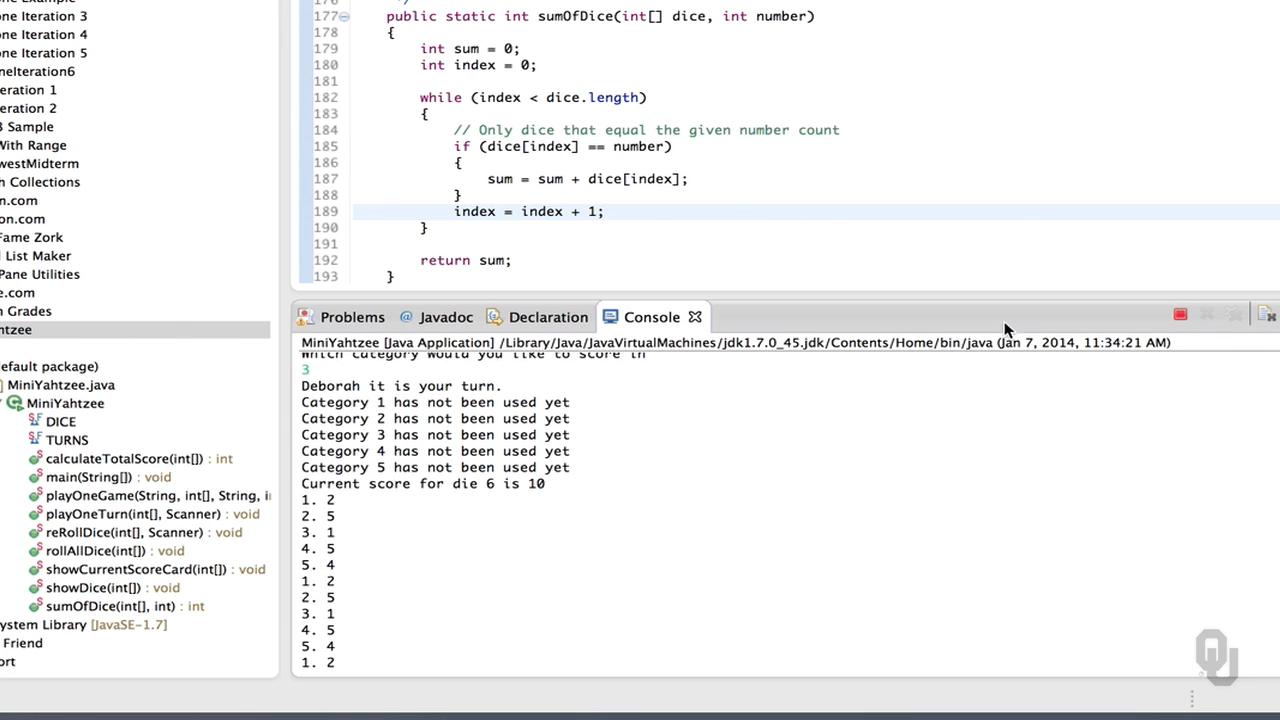 one Iteration 3
one Iteration 4
one Iteration 5
neIteration6
eration 1
eration 2
3 Sample
With Range
westMidterm
h Collections
n.com
on.com
Fame Zork
l List Maker
Pane Utilities
e.com
n Grades
htzee
efault package)
MiniYahtzee.java
MiniYahtzee
DICE
TURNS
calculateTotalScore(int[]) : int
main(String[]) : void
playOneGame(String, int[], String, i
playOneTurn(int[], Scanner) : void
reRollDice(int[], Scanner) : void
rollAllDice(int[]) : void
showCurrentScoreCard(int[]) : void
showDice(int[]) : void
sumOfDice(int[], int) : int
ystem Library [JavaSE-1.7]
Friend
ort
176 */
177 public static int sumOfDice(int[] dice, int number)
178 {
179 int sum = 0;
180 int index = 0;
181
182 while (index < dice.length)
183 {
184 // Only dice that equal the given number count
185 if (dice[index] == number)
186 {
187 sum = sum + dice[index];
188 }
189 index = index + 1;
190 }
191
192 return sum;
193 }
Problems @ Javadoc Declaration Console
MiniYahtzee [Java Application] /Library/Java/JavaVirtualMachines/jdk1.7.0_45.jdk/Contents/Home/bin/java (Jan 7, 2014, 11:34:21 AM)
Which category would you like to score in
3
Deborah it is your turn.
Category 1 has not been used yet
Category 2 has not been used yet
Category 3 has not been used yet
Category 4 has not been used yet
Category 5 has not been used yet
Current score for die 6 is 10
1. 2
2. 5
3. 1
4. 5
5. 4
1. 2
2. 5
3. 1
4. 5
5. 4
1. 2
OU